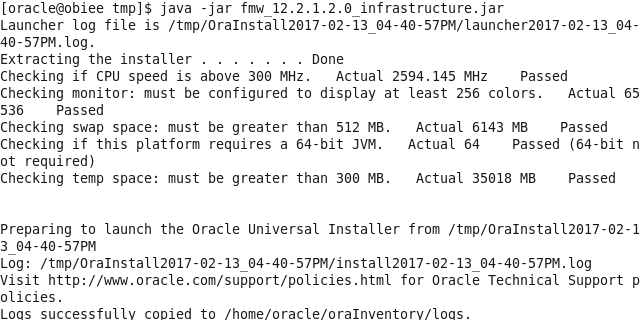 [oracle@obiee tmp]$ java -jar fmw_12.2.1.2.0_infrastructure.jar
Launcher log file is /tmp/OraInstall2017-02-13_04-40-57PM/launcher2017-02-13_04-
40-57PM.log.
Extracting the installer . . . . . . . Done
Checking if CPU speed is above 300 MHz.   Actual 2594.145 MHz    Passed
Checking monitor: must be configured to display at least 256 colors.   Actual 65
536    Passed
Checking swap space: must be greater than 512 MB.   Actual 6143 MB    Passed
Checking if this platform requires a 64-bit JVM.   Actual 64    Passed (64-bit n
ot required)
Checking temp space: must be greater than 300 MB.   Actual 35018 MB    Passed
Preparing to launch the Oracle Universal Installer from /tmp/OraInstall2017-02-1
3_04-40-57PM
Log: /tmp/OraInstall2017-02-13_04-40-57PM/install2017-02-13_04-40-57PM.log
Visit http://www.oracle.com/support/policies.html for Oracle Technical Support p
olicies.
Logs successfully copied to /home/oracle/oraInventory/logs.